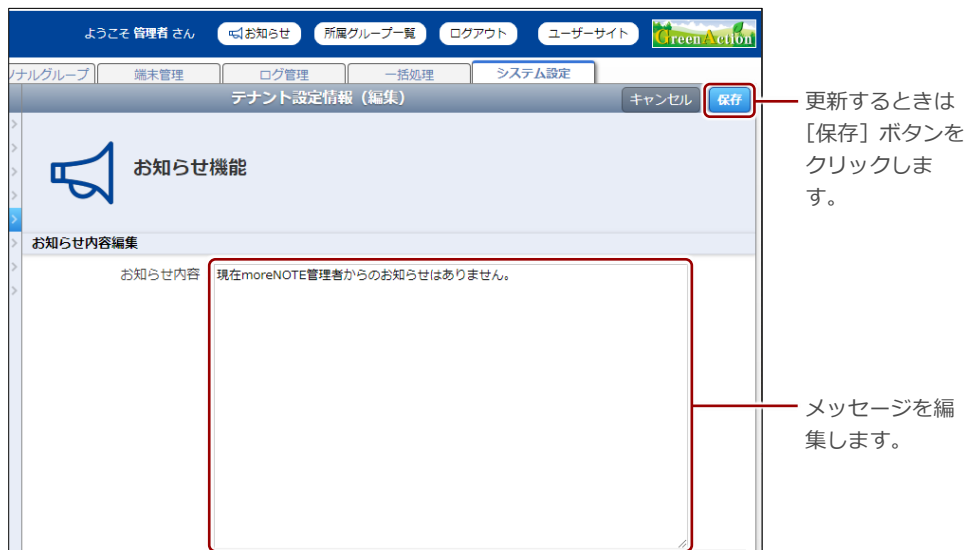 ようこそ 管理者 さん お知らせ 所属グループ一覧 ログアウト ユーザーサイト GreenAction
ナルグループ 端末管理 ログ管理 一括処理 システム設定
テナント設定情報（編集） キャンセル 保存
更新するときは
［保存］ボタンを
クリックしま
す。
お知らせ機能
お知らせ内容編集
お知らせ内容 現在moreNOTE管理者からのお知らせはありません。
メッセージを編
集します。